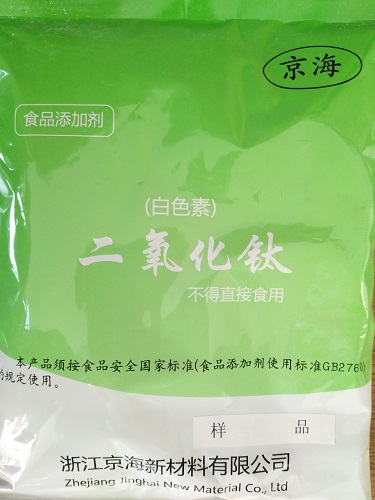 京海
食品添加剂
(白色素)
二氧化钛
不得直接食用
本产品须按食品安全国家标准(食品添加剂使用标准GB2760)
的规定使用。
样 品
浙江京海新材料有限公司
Zhejiang Jinghai New Material Co., Ltd